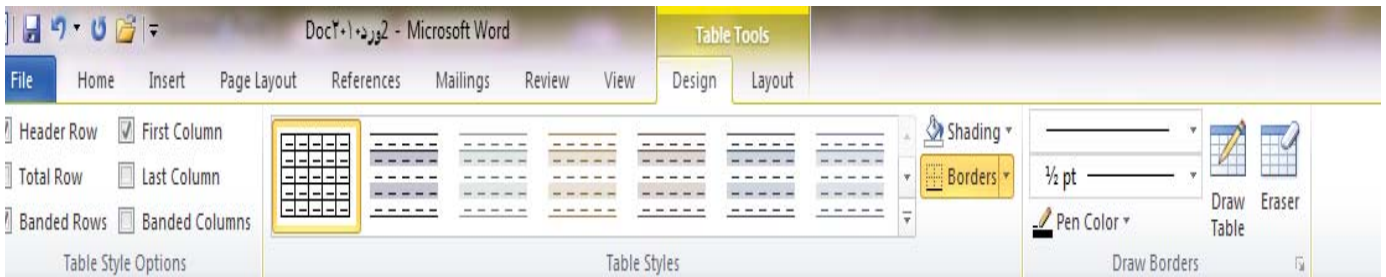 Doc۲۰۱۰ورد2 - Microsoft Word
Table Tools
File Home Insert Page Layout References Mailings Review View Design Layout
Header Row First Column
Total Row Last Column
Banded Rows Banded Columns
Table Style Options
Shading
Borders
Table Styles
½ pt
Pen Color
Draw Table
Eraser
Draw Borders